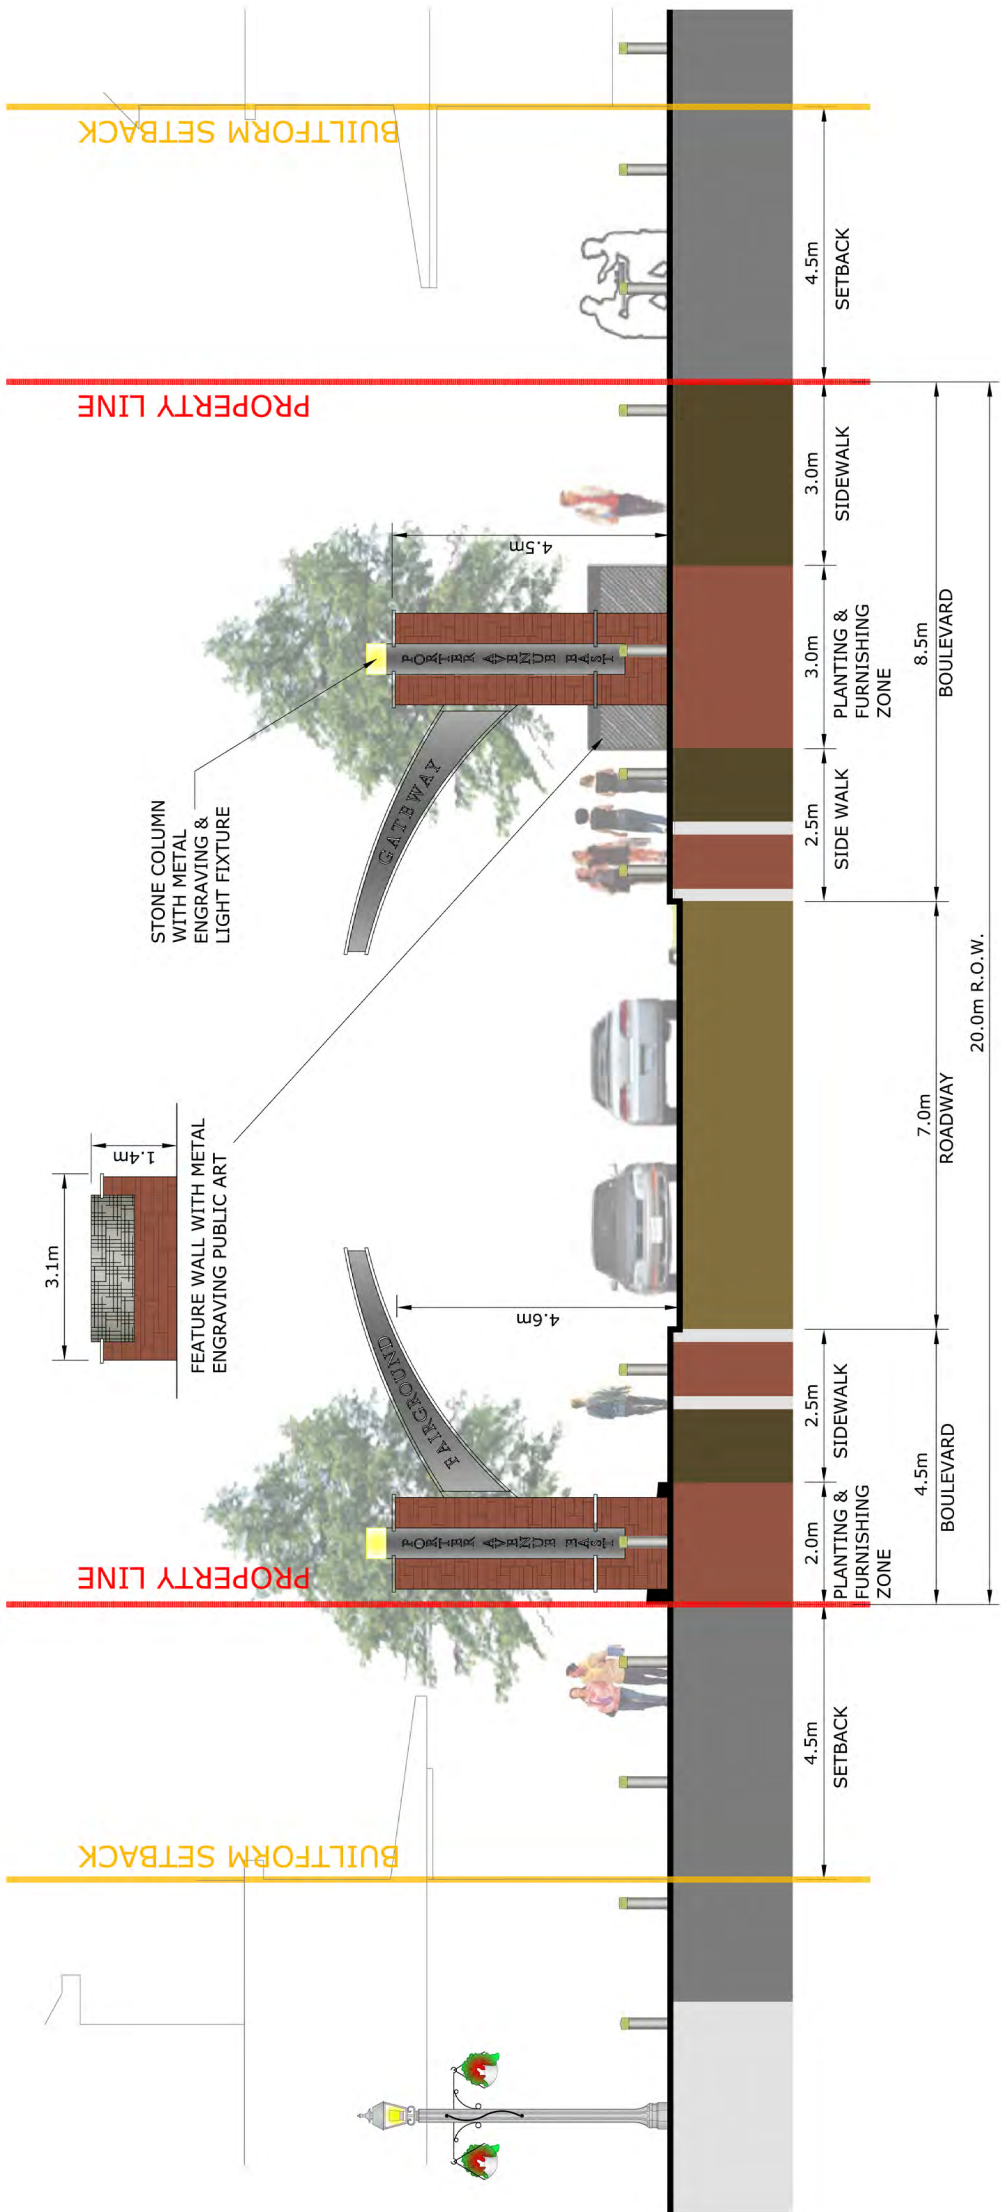 BUILTFORM SETBACK
PROPERTY LINE
PROPERTY LINE
BUILTFORM SETBACK
3.1m
1.4m
FEATURE WALL WITH METAL
ENGRAVING PUBLIC ART
STONE COLUMN
WITH METAL
ENGRAVING &
LIGHT FIXTURE
FAIRGROUND
GATEWAY
PORTER AVENUE EAST
PORTER AVENUE EAST
4.6m
4.5m
4.5m
SETBACK
2.0m
PLANTING &
FURNISHING
ZONE
2.5m
SIDEWALK
2.5m
SIDE WALK
3.0m
PLANTING &
FURNISHING
ZONE
3.0m
SIDEWALK
4.5m
SETBACK
4.5m
BOULEVARD
7.0m
ROADWAY
8.5m
BOULEVARD
20.0m R.O.W.